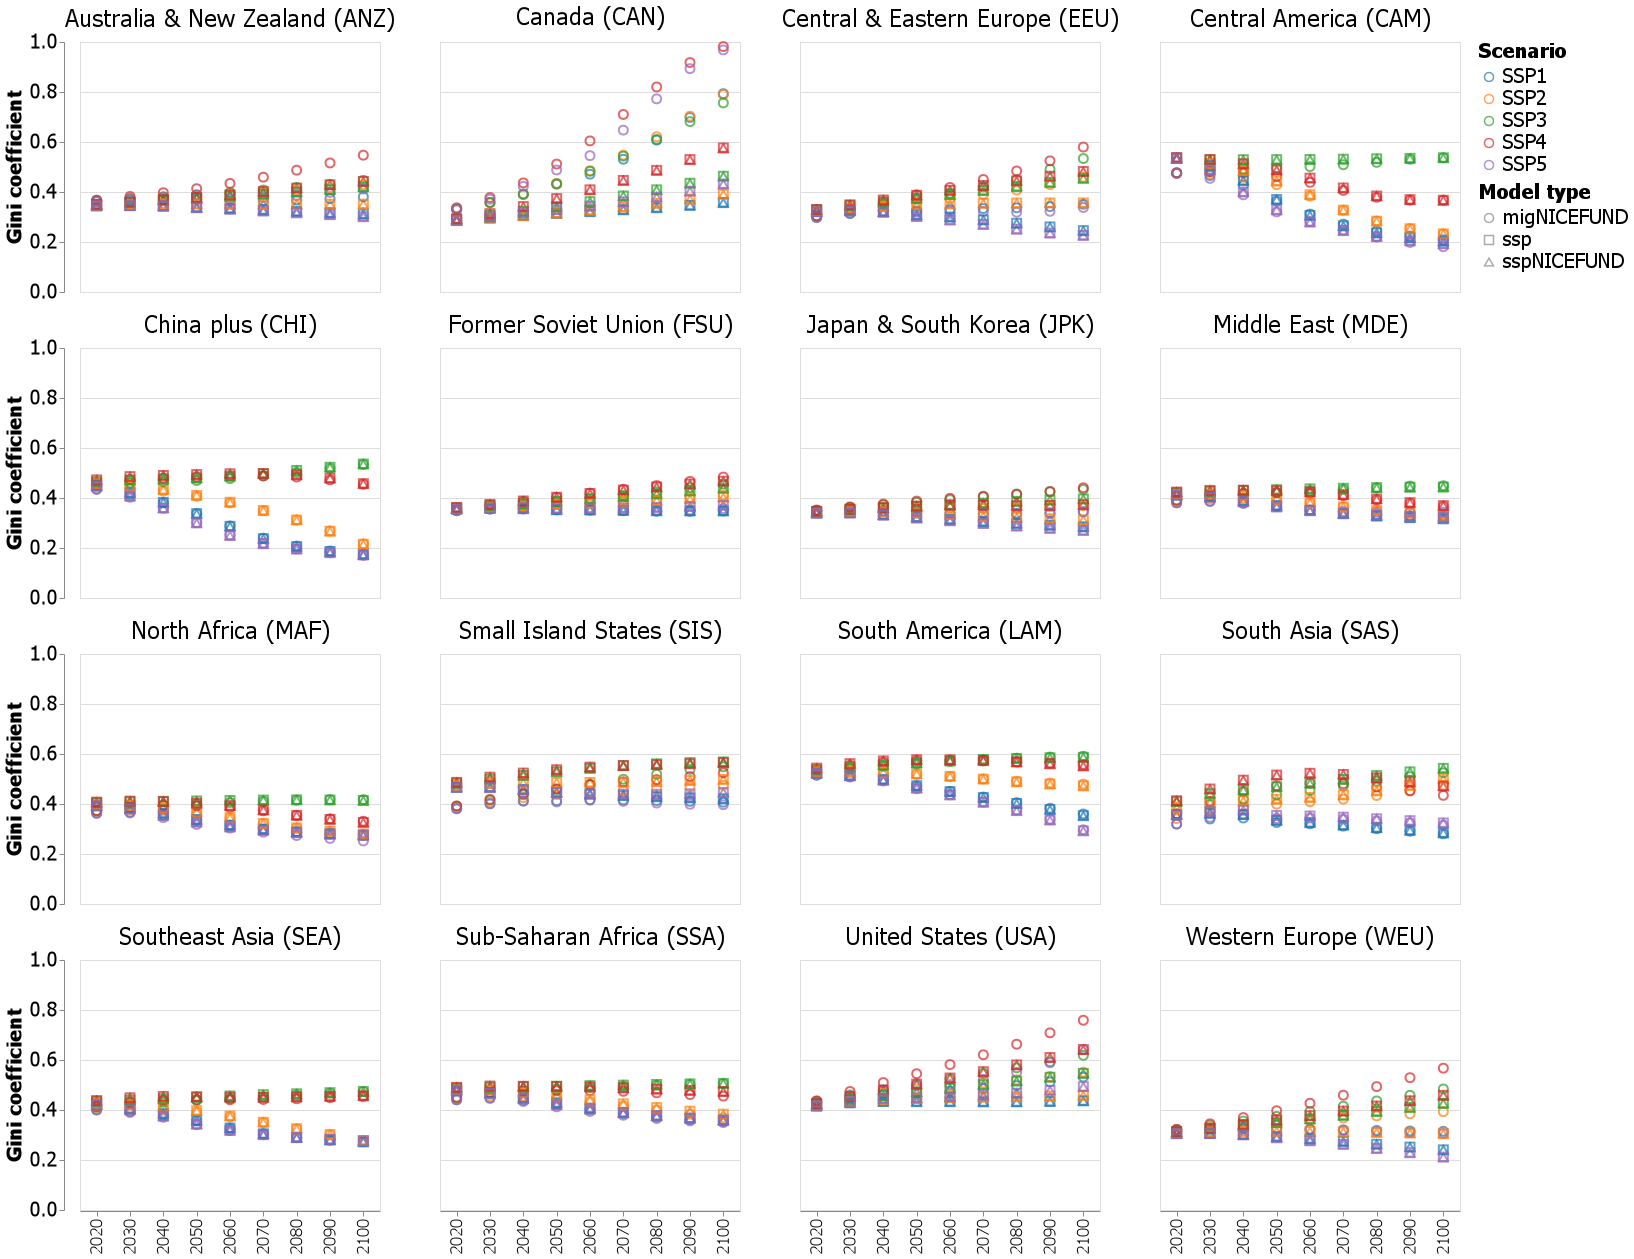 Australia & New Zealand (ANZ)
Canada (CAN)
Central & Eastern Europe (EEU)
Central America (CAM)
Gini coefficient
1.0
0.8
0.6
0.4
0.2
0.0
Scenario
SSP1
SSP2
SSP3
SSP4
SSP5
Model type
migNICEFUND
ssp
sspNICEFUND
China plus (CHI)
Former Soviet Union (FSU)
Japan & South Korea (JPK)
Middle East (MDE)
Gini coefficient
1.0
0.8
0.6
0.4
0.2
0.0
North Africa (MAF)
Small Island States (SIS)
South America (LAM)
South Asia (SAS)
Gini coefficient
1.0
0.8
0.6
0.4
0.2
0.0
Southeast Asia (SEA)
Sub-Saharan Africa (SSA)
United States (USA)
Western Europe (WEU)
Gini coefficient
1.0
0.8
0.6
0.4
0.2
0.0
2020 2030 2040 2050 2060 2070 2080 2090 2100
2020 2030 2040 2050 2060 2070 2080 2090 2100
2020 2030 2040 2050 2060 2070 2080 2090 2100
2020 2030 2040 2050 2060 2070 2080 2090 2100